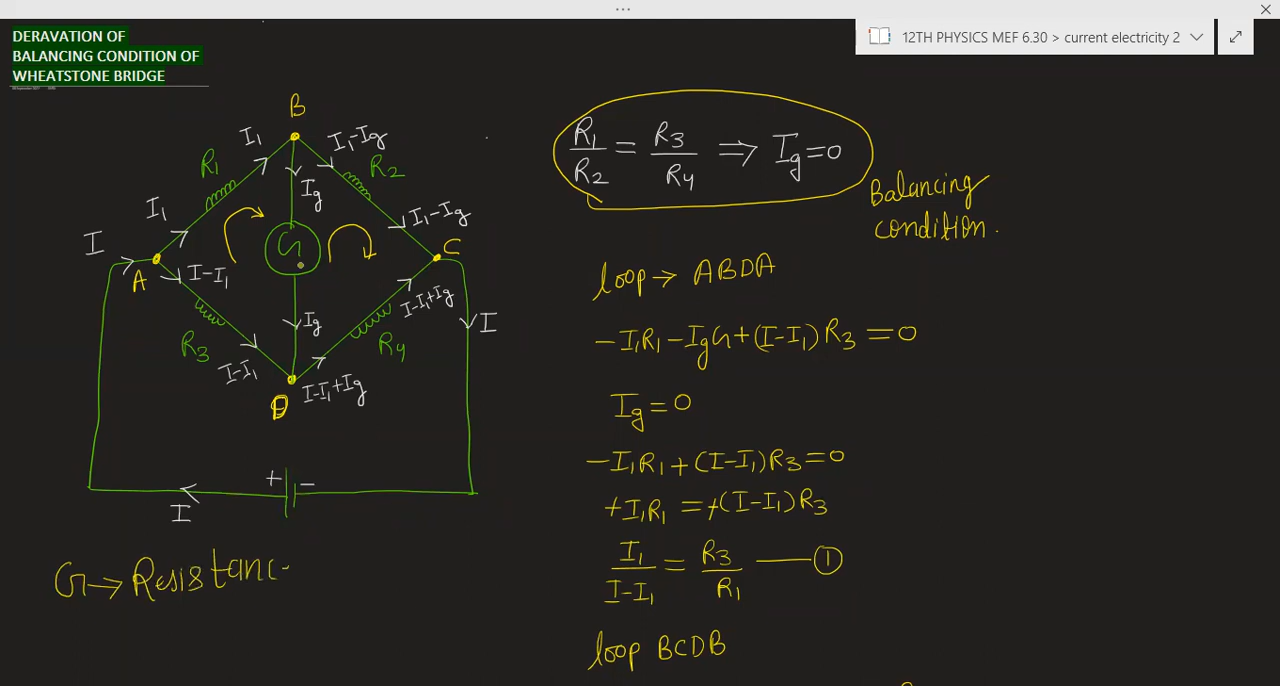 DERAVATION OF
BALANCING CONDITION OF
WHEATSTONE BRIDGE
12TH PHYSICS MEF 6.30 > current electricity 2
B
I₁
I₁-Ig
R₁
R₂
Ig
I₁
I₁-Ig
I
G
C
A
I-I₁
I-I₁+Ig
R₃
Ig
R₄
I
I-I₁
I-I₁+Ig
D
+ -
I
G→Resistanc
R₁/R₂ = R₃/R₄ ⟹ Ig=0
Balancing
condition.
loop → ABDA
-I₁R₁-IgG+(I-I₁)R₃=0
Ig=0
-I₁R₁+(I-I₁)R₃=0
+I₁R₁=+(I-I₁)R₃
I₁/I-I₁ = R₃/R₁ —①
loop BCDB